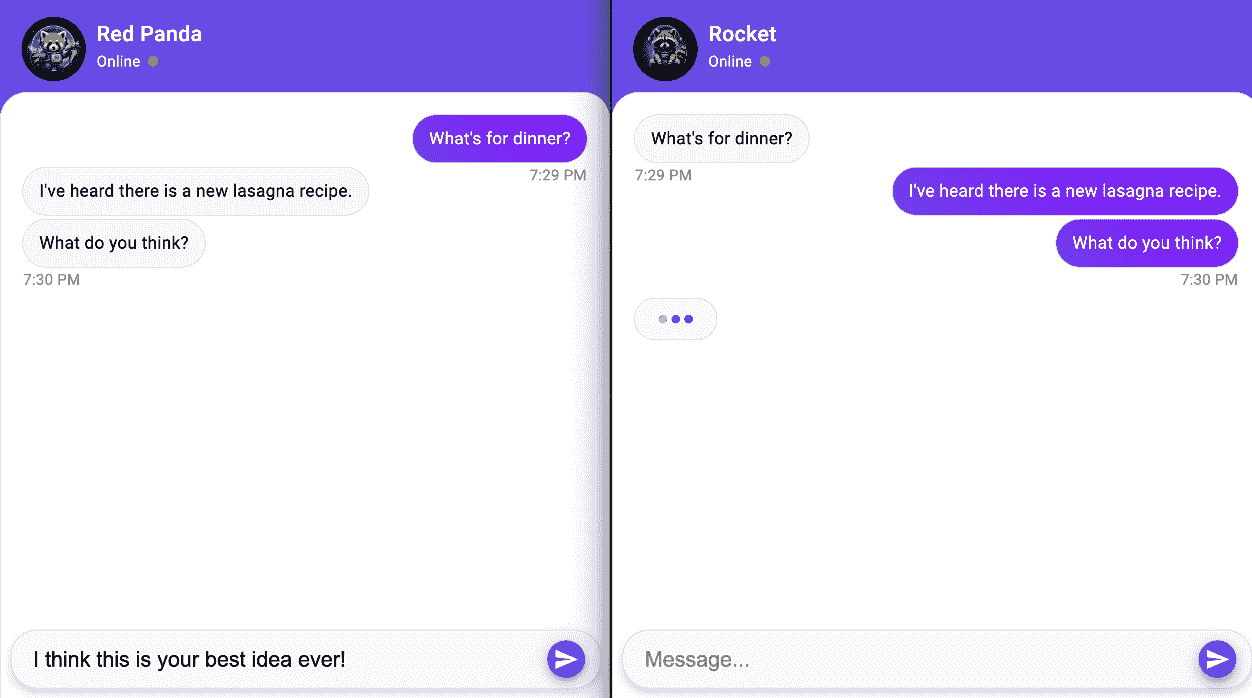 Red Panda
Online
What's for dinner?
7:29 PM
I've heard there is a new lasagna recipe.
What do you think?
7:30 PM
I think this is your best idea ever!
Rocket
Online
What's for dinner?
7:29 PM
I've heard there is a new lasagna recipe.
What do you think?
7:30 PM
Message...